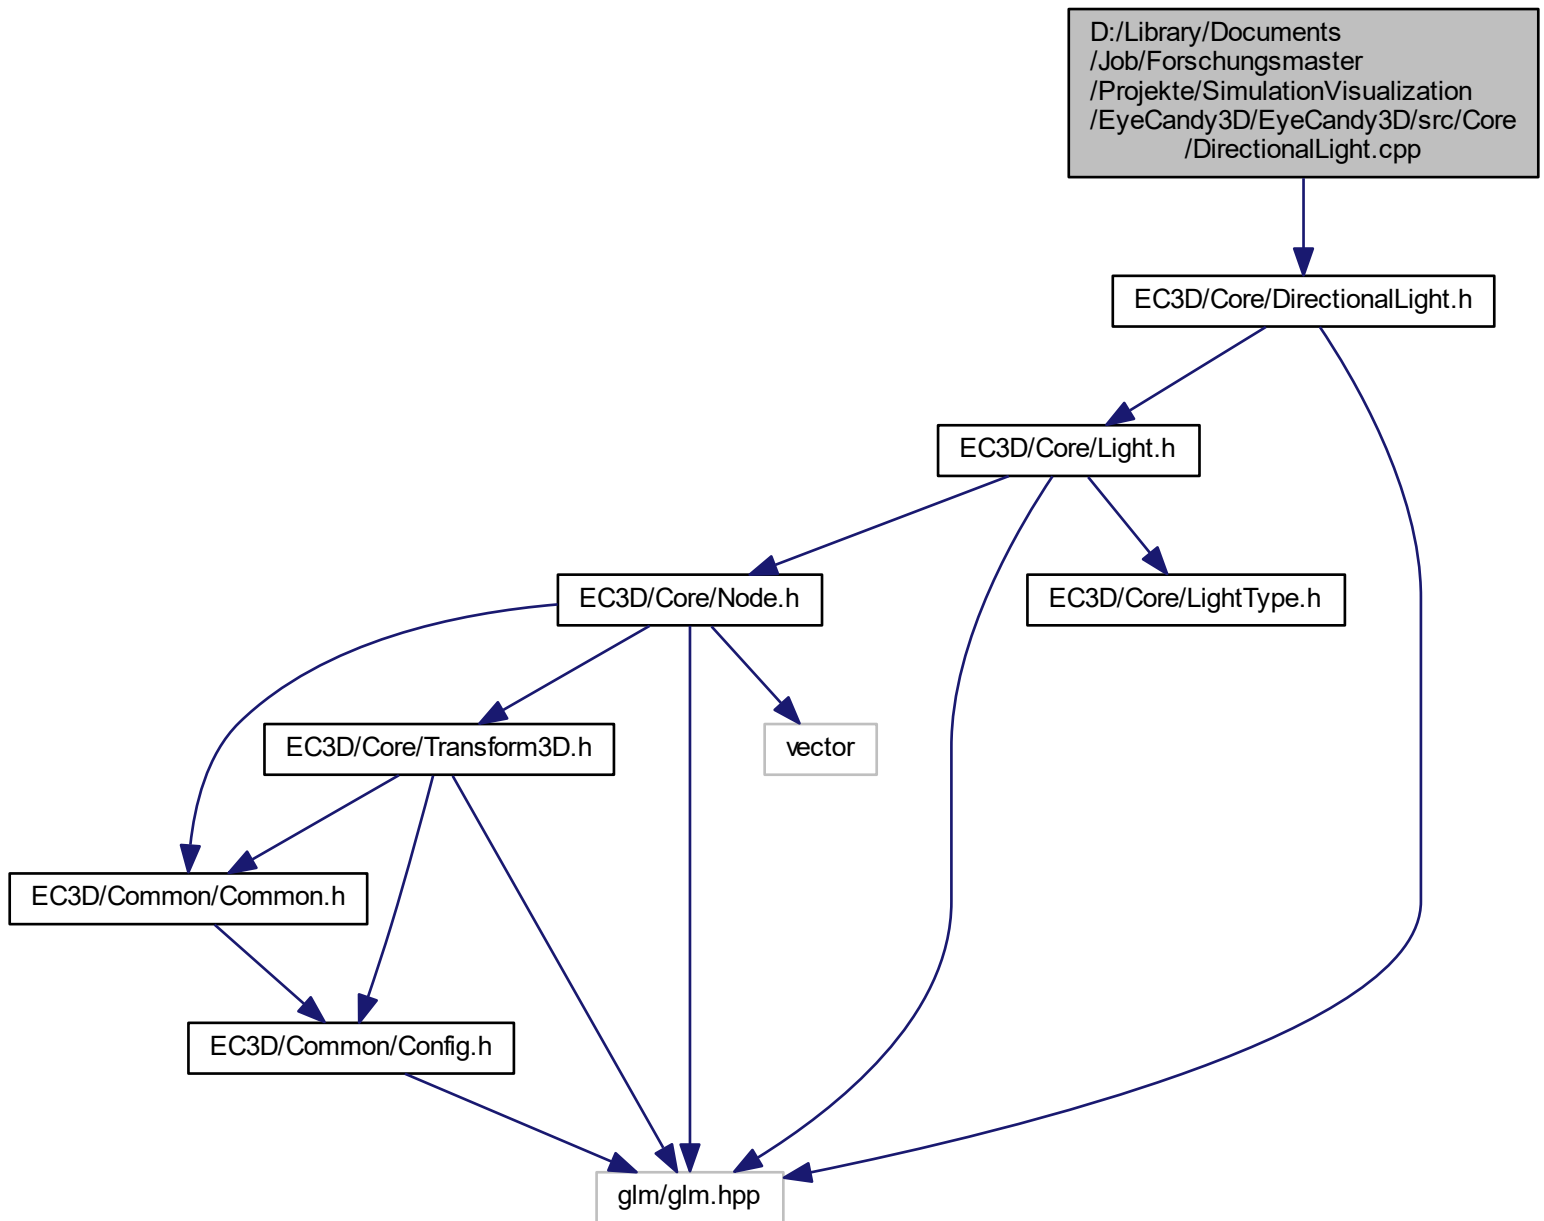 D:/Library/Documents
/Job/Forschungsmaster
/Projekte/SimulationVisualization
/EyeCandy3D/EyeCandy3D/src/Core
/DirectionalLight.cpp
EC3D/Core/DirectionalLight.h
EC3D/Core/Light.h
EC3D/Core/Node.h
EC3D/Core/LightType.h
EC3D/Core/Transform3D.h
vector
EC3D/Common/Common.h
EC3D/Common/Config.h
glm/glm.hpp